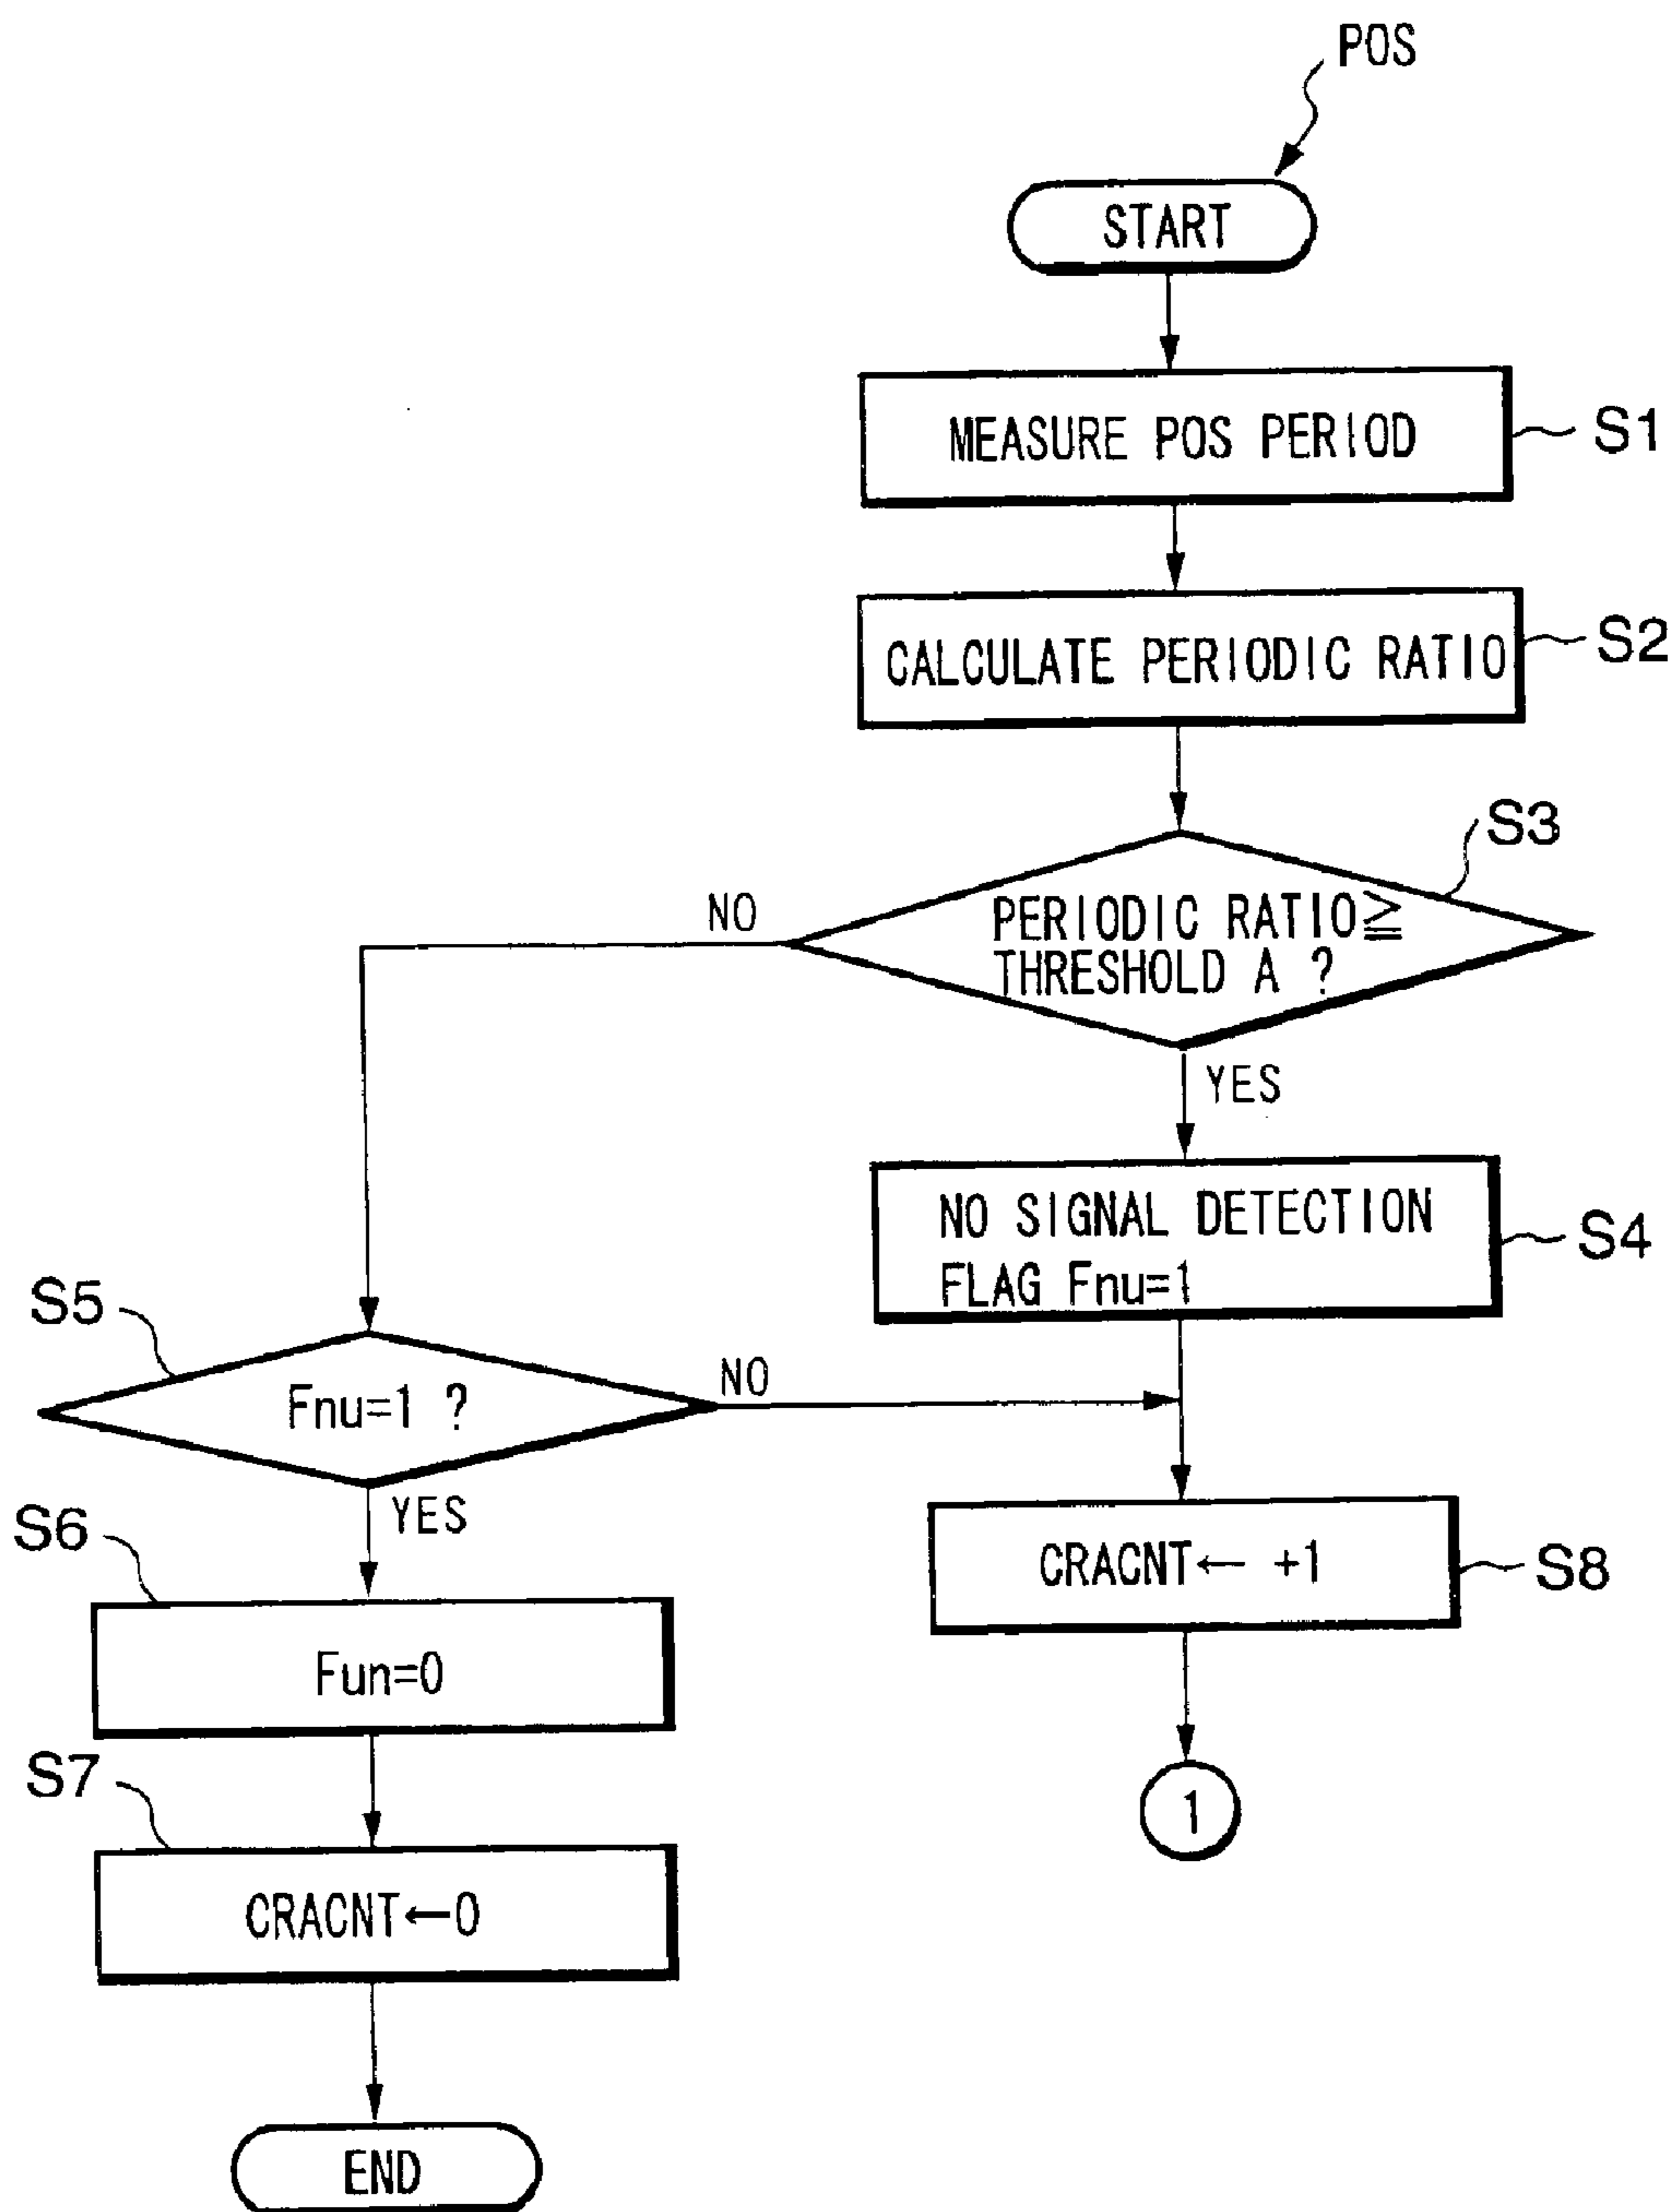 POS
START
MEASURE POS PERIOD
S1
CALCULATE PERIODIC RATIO
S2
S3
PERIODIC RATIO≧
THRESHOLD A ?
NO
YES
NO SIGNAL DETECTION
FLAG Fnu=1
S4
S5
Fnu=1 ?
NO
YES
S6
Fun=0
CRACNT← +1
S8
S7
CRACNT←0
1
END